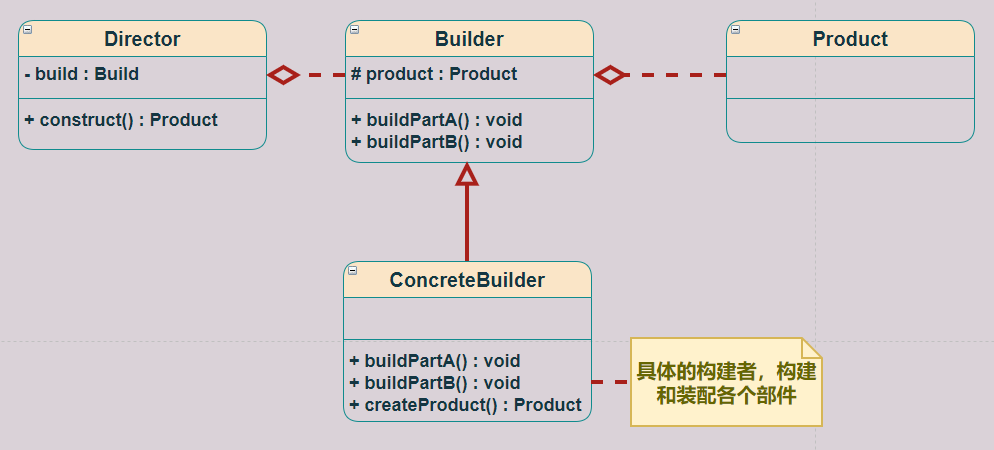 Director
- build : Build
+ construct() : Product
Builder
# product : Product
+ buildPartA() : void
+ buildPartB() : void
Product
ConcreteBuilder
+ buildPartA() : void
+ buildPartB() : void
+ createProduct() : Product
具体的构建者，构建
和装配各个部件